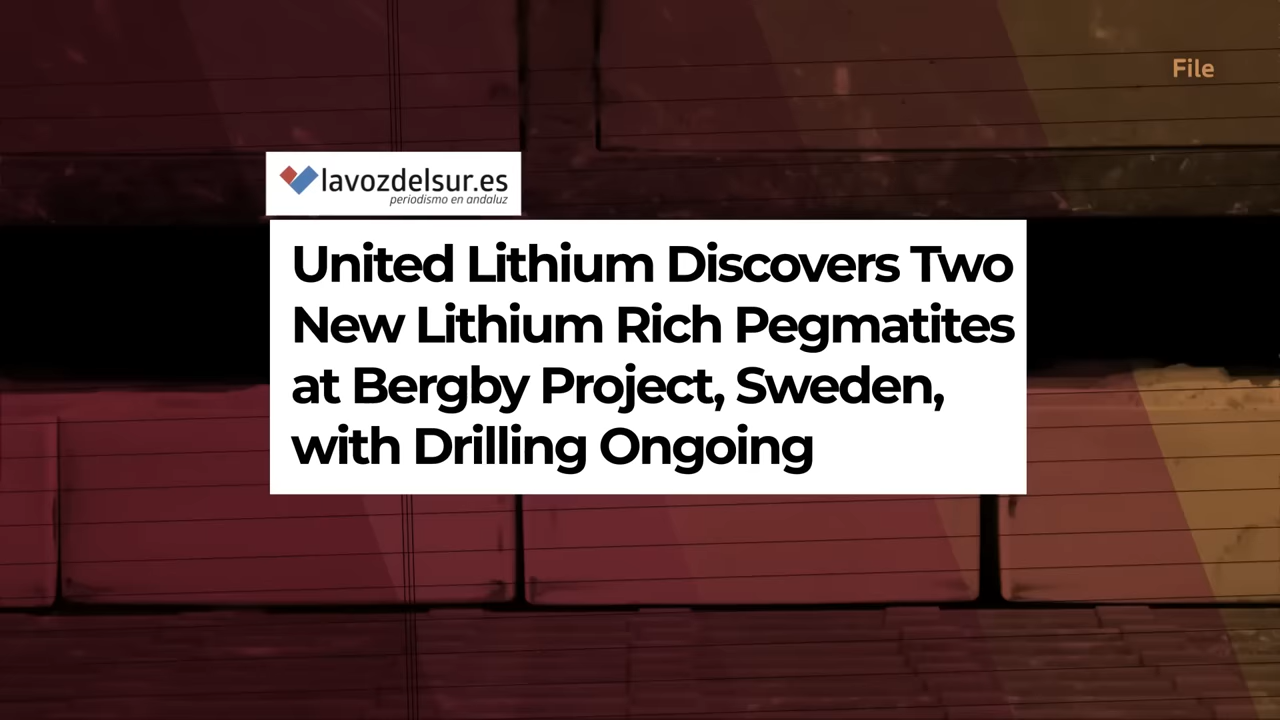 File
lavozdelsur.es
periodismo en andaluz
United Lithium Discovers Two
New Lithium Rich Pegmatites
at Bergby Project, Sweden,
with Drilling Ongoing